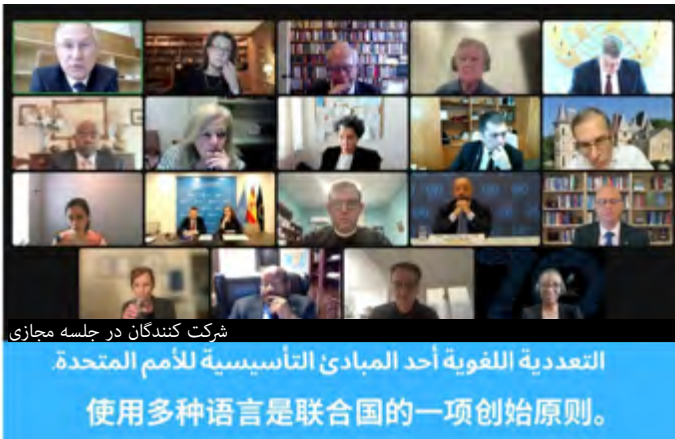 شرکت کنندگان در جلسه مجازی
التعددية اللغوية أحد المبادئ التأسيسية للأمم المتحدة.
使用多种语言是联合国的一项创始原则。